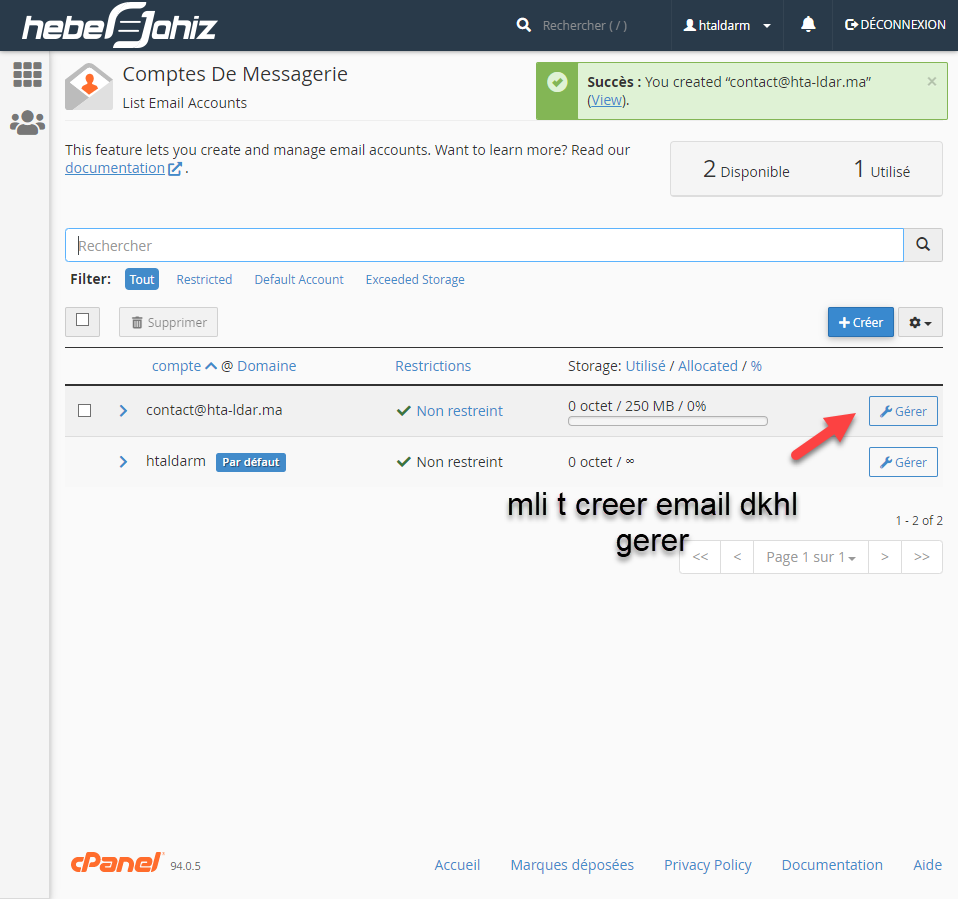 hebergJahiz
Rechercher ( / )
htaldarm
DÉCONNEXION
Comptes De Messagerie
List Email Accounts
Succès : You created “contact@hta-ldar.ma”
(View).
×
This feature lets you create and manage email accounts. Want to learn more? Read our
documentation .
2 Disponible
1 Utilisé
Rechercher
Filter: Tout Restricted Default Account Exceeded Storage
Supprimer
+ Créer
compte @ Domaine Restrictions Storage: Utilisé / Allocated / %
contact@hta-ldar.ma Non restreint 0 octet / 250 MB / 0% Gérer
htaldarm Par défaut Non restreint 0 octet / ∞ Gérer
mli t creer email dkhl
gerer
1 - 2 of 2
<< < Page 1 sur 1 > >>
cPanel 94.0.5 Accueil Marques déposées Privacy Policy Documentation Aide